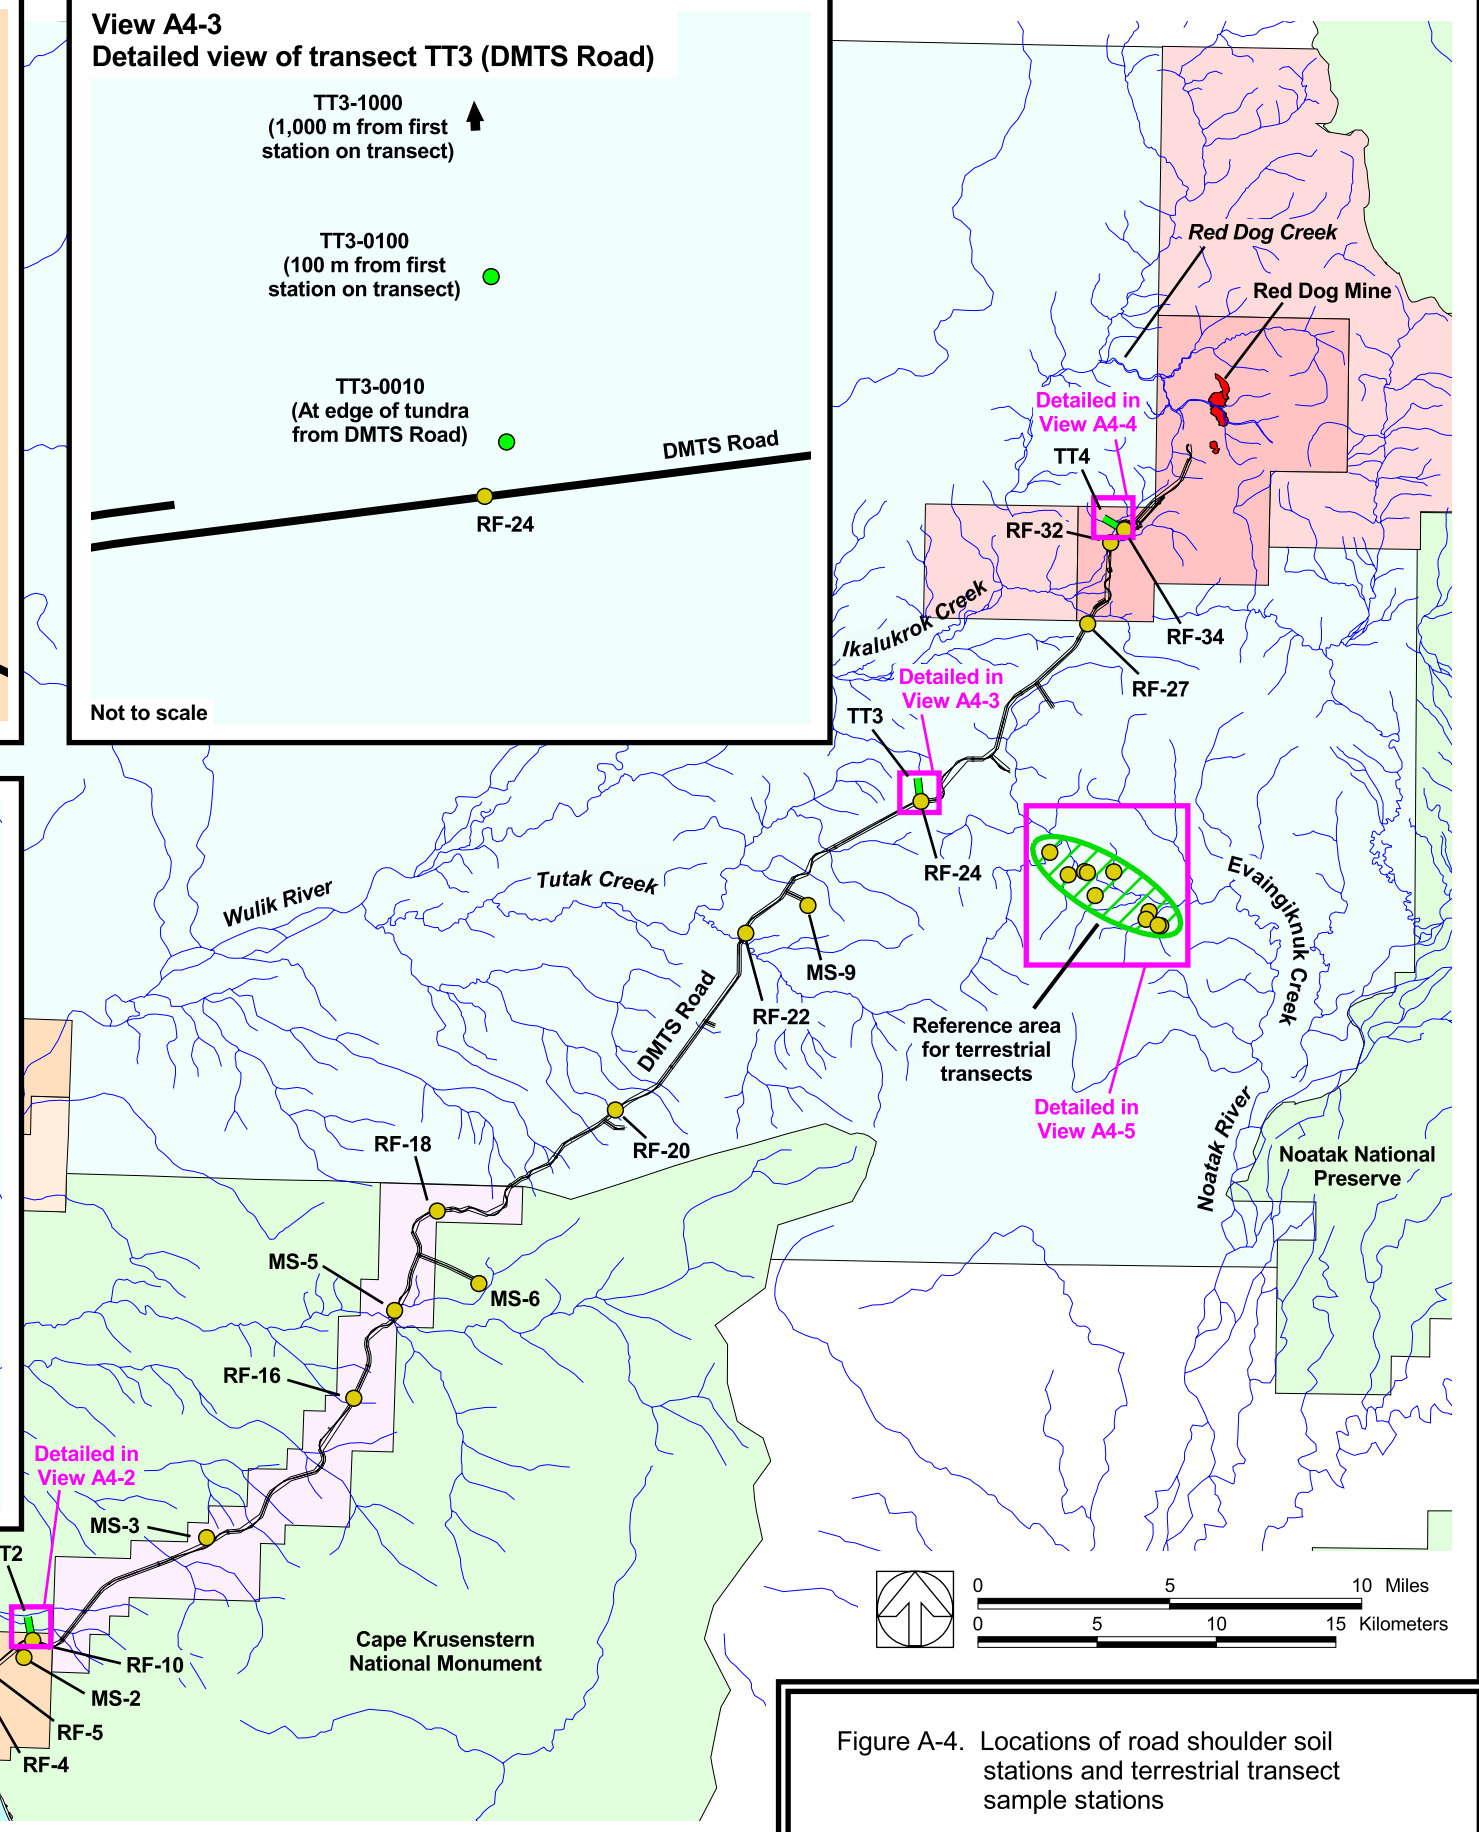 View A4-3
Detailed view of transect TT3 (DMTS Road)
TT3-1000
(1,000 m from first
station on transect)
TT3-0100
(100 m from first
station on transect)
TT3-0010
(At edge of tundra
from DMTS Road)
DMTS Road
RF-24
Not to scale
Red Dog Creek
Red Dog Mine
Detailed in
View A4-4
TT4
RF-32
Ikalukrok Creek
RF-34
RF-27
Detailed in
View A4-3
TT3
RF-24
Wulik River
Tutak Creek
Evaingiknuk Creek
MS-9
RF-22
DMTS Road
Reference area
for terrestrial
transects
Detailed in
View A4-5
Noatak River
Noatak National
Preserve
RF-18
RF-20
MS-5
MS-6
RF-16
Detailed in
View A4-2
MS-3
T2
Cape Krusenstern
National Monument
RF-10
MS-2
RF-5
RF-4
0 5 10 Miles
0 5 10 15 Kilometers
Figure A-4. Locations of road shoulder soil
stations and terrestrial transect
sample stations